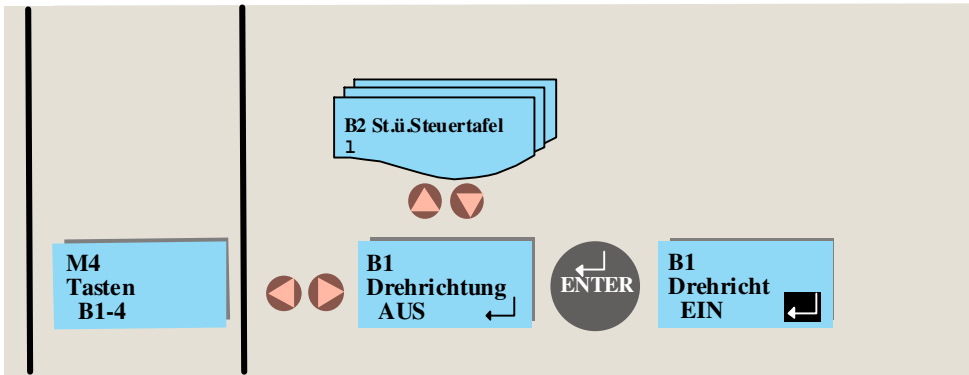 B2 St.ü.Steuertafel
1
M4
Tasten
B1-4
B1
Drehrichtung
AUS
ENTER
B1
Drehricht
EIN